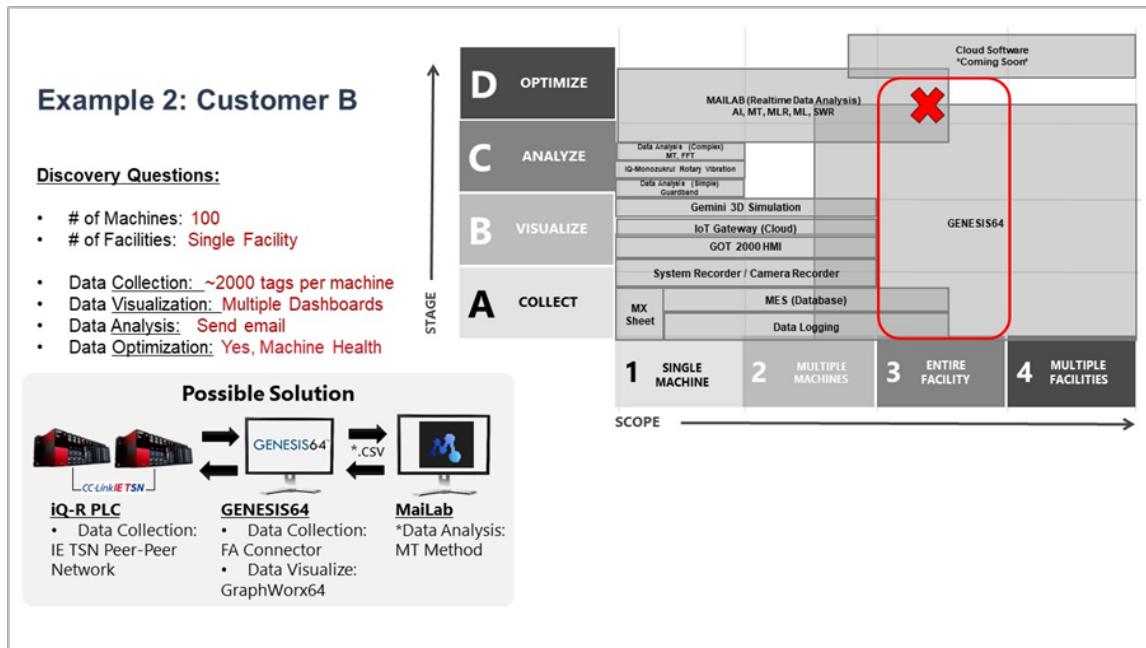 Example 2: Customer B
Discovery Questions:
• # of Machines: 100
• # of Facilities: Single Facility
• Data Collection: ~2000 tags per machine
• Data Visualization: Multiple Dashboards
• Data Analysis: Send email
• Data Optimization: Yes, Machine Health
Possible Solution
CC-Link IE TSN
GENESIS64™
*.CSV
iQ-R PLC
• Data Collection:
IE TSN Peer-Peer
Network
GENESIS64
• Data Collection:
FA Connector
• Data Visualize:
GraphWorx64
MaiLab
*Data Analysis:
MT Method
STAGE
D OPTIMIZE
C ANALYZE
B VISUALIZE
A COLLECT
Cloud Software
*Coming Soon*
MAILAB (Realtime Data Analysis)
AI, MT, MLR, ML, SWR
Data Analysis (Complex)
MT, FFT
iQ-Monozukuri Rotary Vibration
Data Analysis (Simple)
Guardband
Gemini 3D Simulation
IoT Gateway (Cloud)
GOT 2000 HMI
GENESIS64
System Recorder / Camera Recorder
MX
Sheet
MES (Database)
Data Logging
1 SINGLE
MACHINE
2 MULTIPLE
MACHINES
3 ENTIRE
FACILITY
4 MULTIPLE
FACILITIES
SCOPE